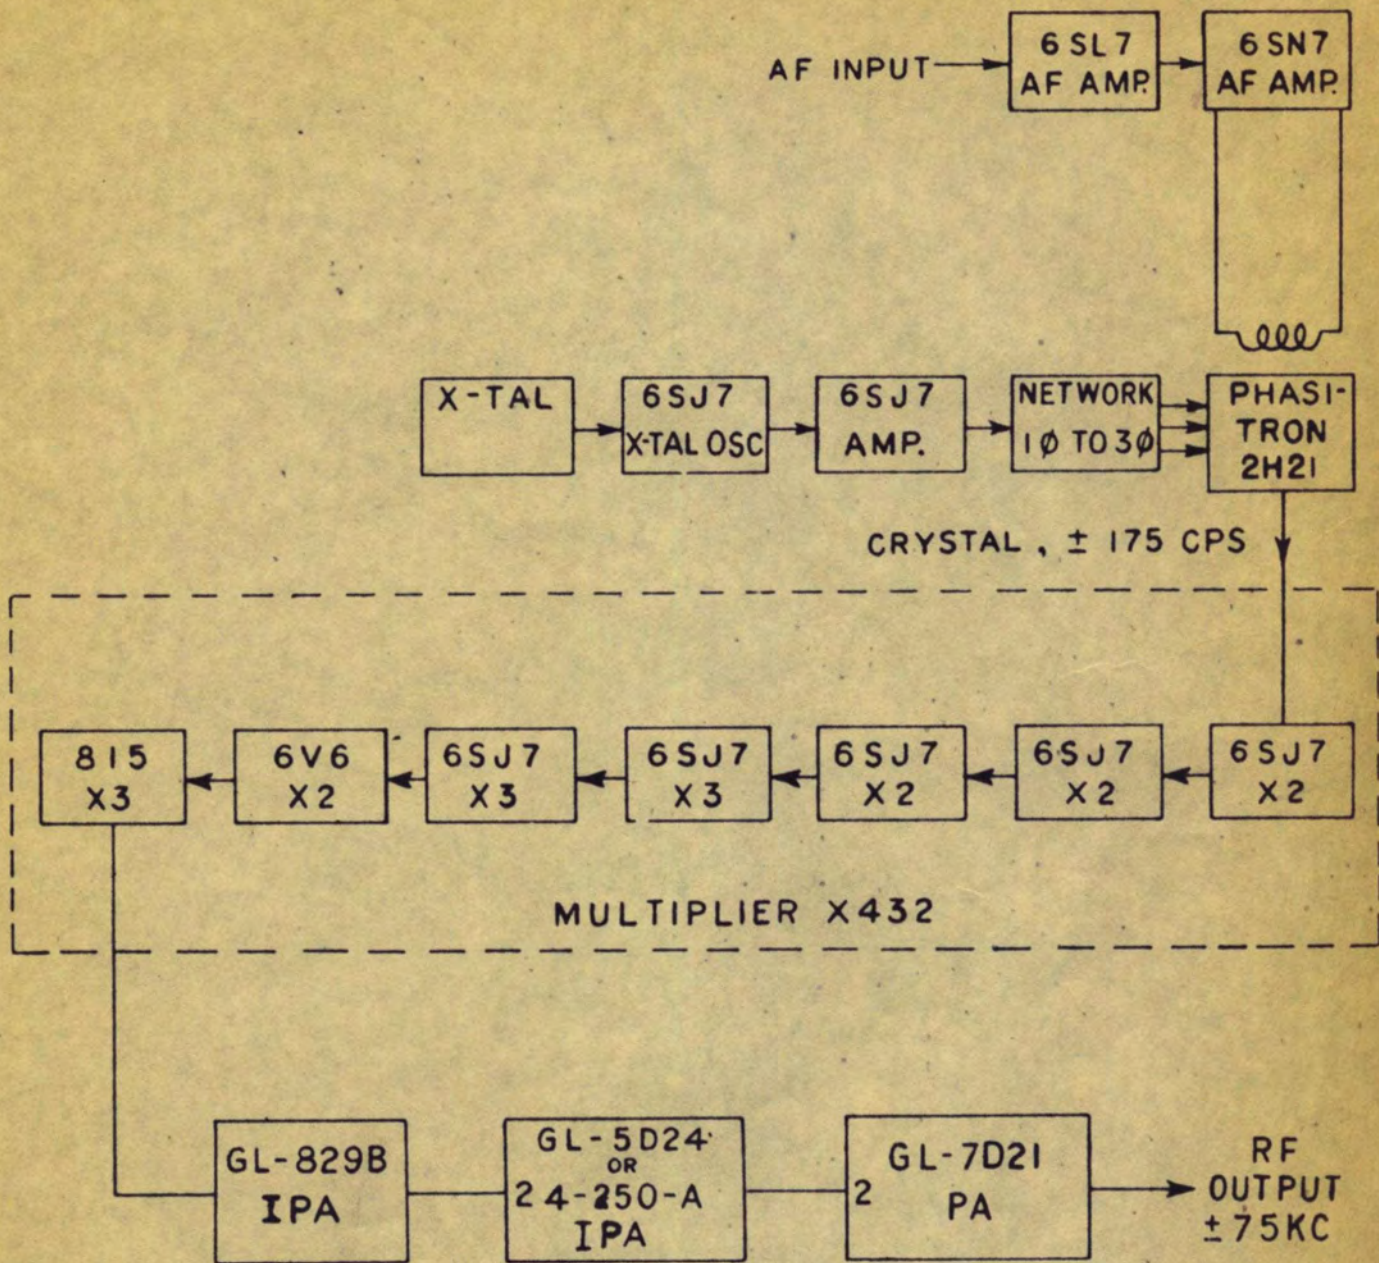 AF INPUT
6SL7
AF AMP.
6SN7
AF AMP.
X-TAL
6SJ7
X-TAL OSC
6SJ7
AMP.
NETWORK
1Ø TO 3Ø
PHASI-
TRON
2H21
CRYSTAL, ± 175 CPS
815
X3
6V6
X2
6SJ7
X3
6SJ7
X3
6SJ7
X2
6SJ7
X2
6SJ7
X2
MULTIPLIER X432
GL-829B
IPA
GL-5D24
OR
2 4-250-A
IPA
GL-7D21
2
PA
RF
OUTPUT
± 75KC